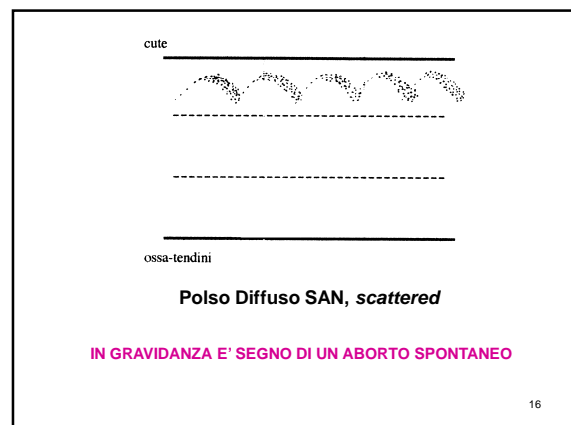 cute
ossa-tendini
Polso Diffuso SAN, scattered
IN GRAVIDANZA E' SEGNO DI UN ABORTO SPONTANEO
16